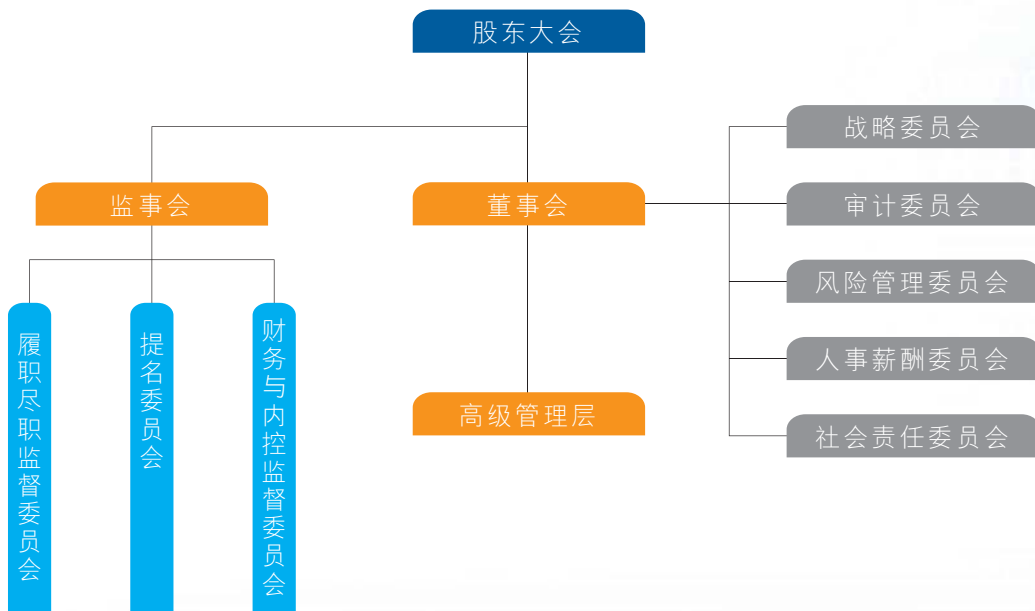 股东大会
战略委员会
监事会
董事会
审计委员会
风险管理委员会
履职尽职监督委员会
提名委员会
财务与内控监督委员会
人事薪酬委员会
高级管理层
社会责任委员会